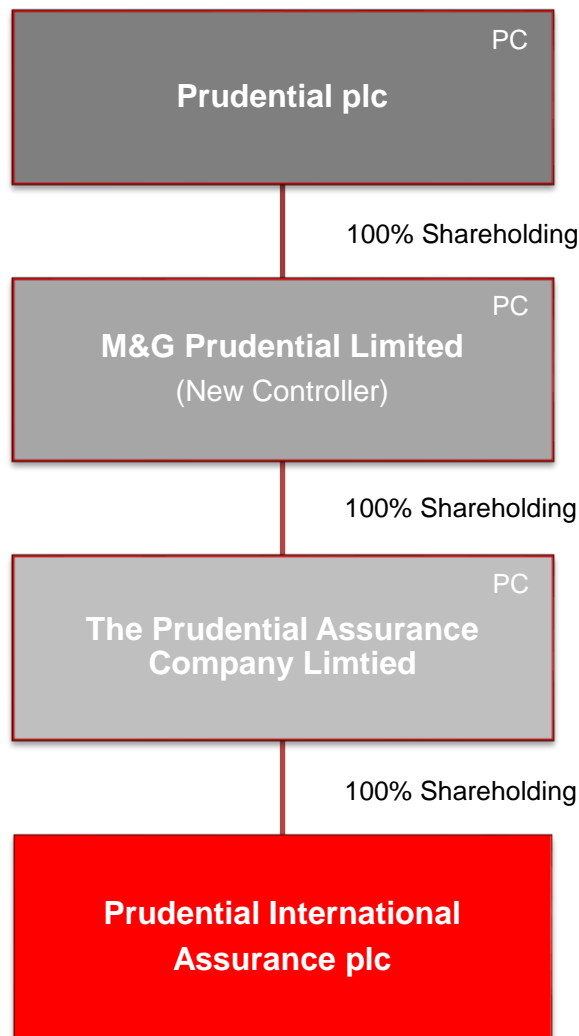 PC
Prudential plc
100% Shareholding
PC
M&G Prudential Limited
(New Controller)
100% Shareholding
PC
The Prudential Assurance
Company Limtied
100% Shareholding
Prudential International
Assurance plc